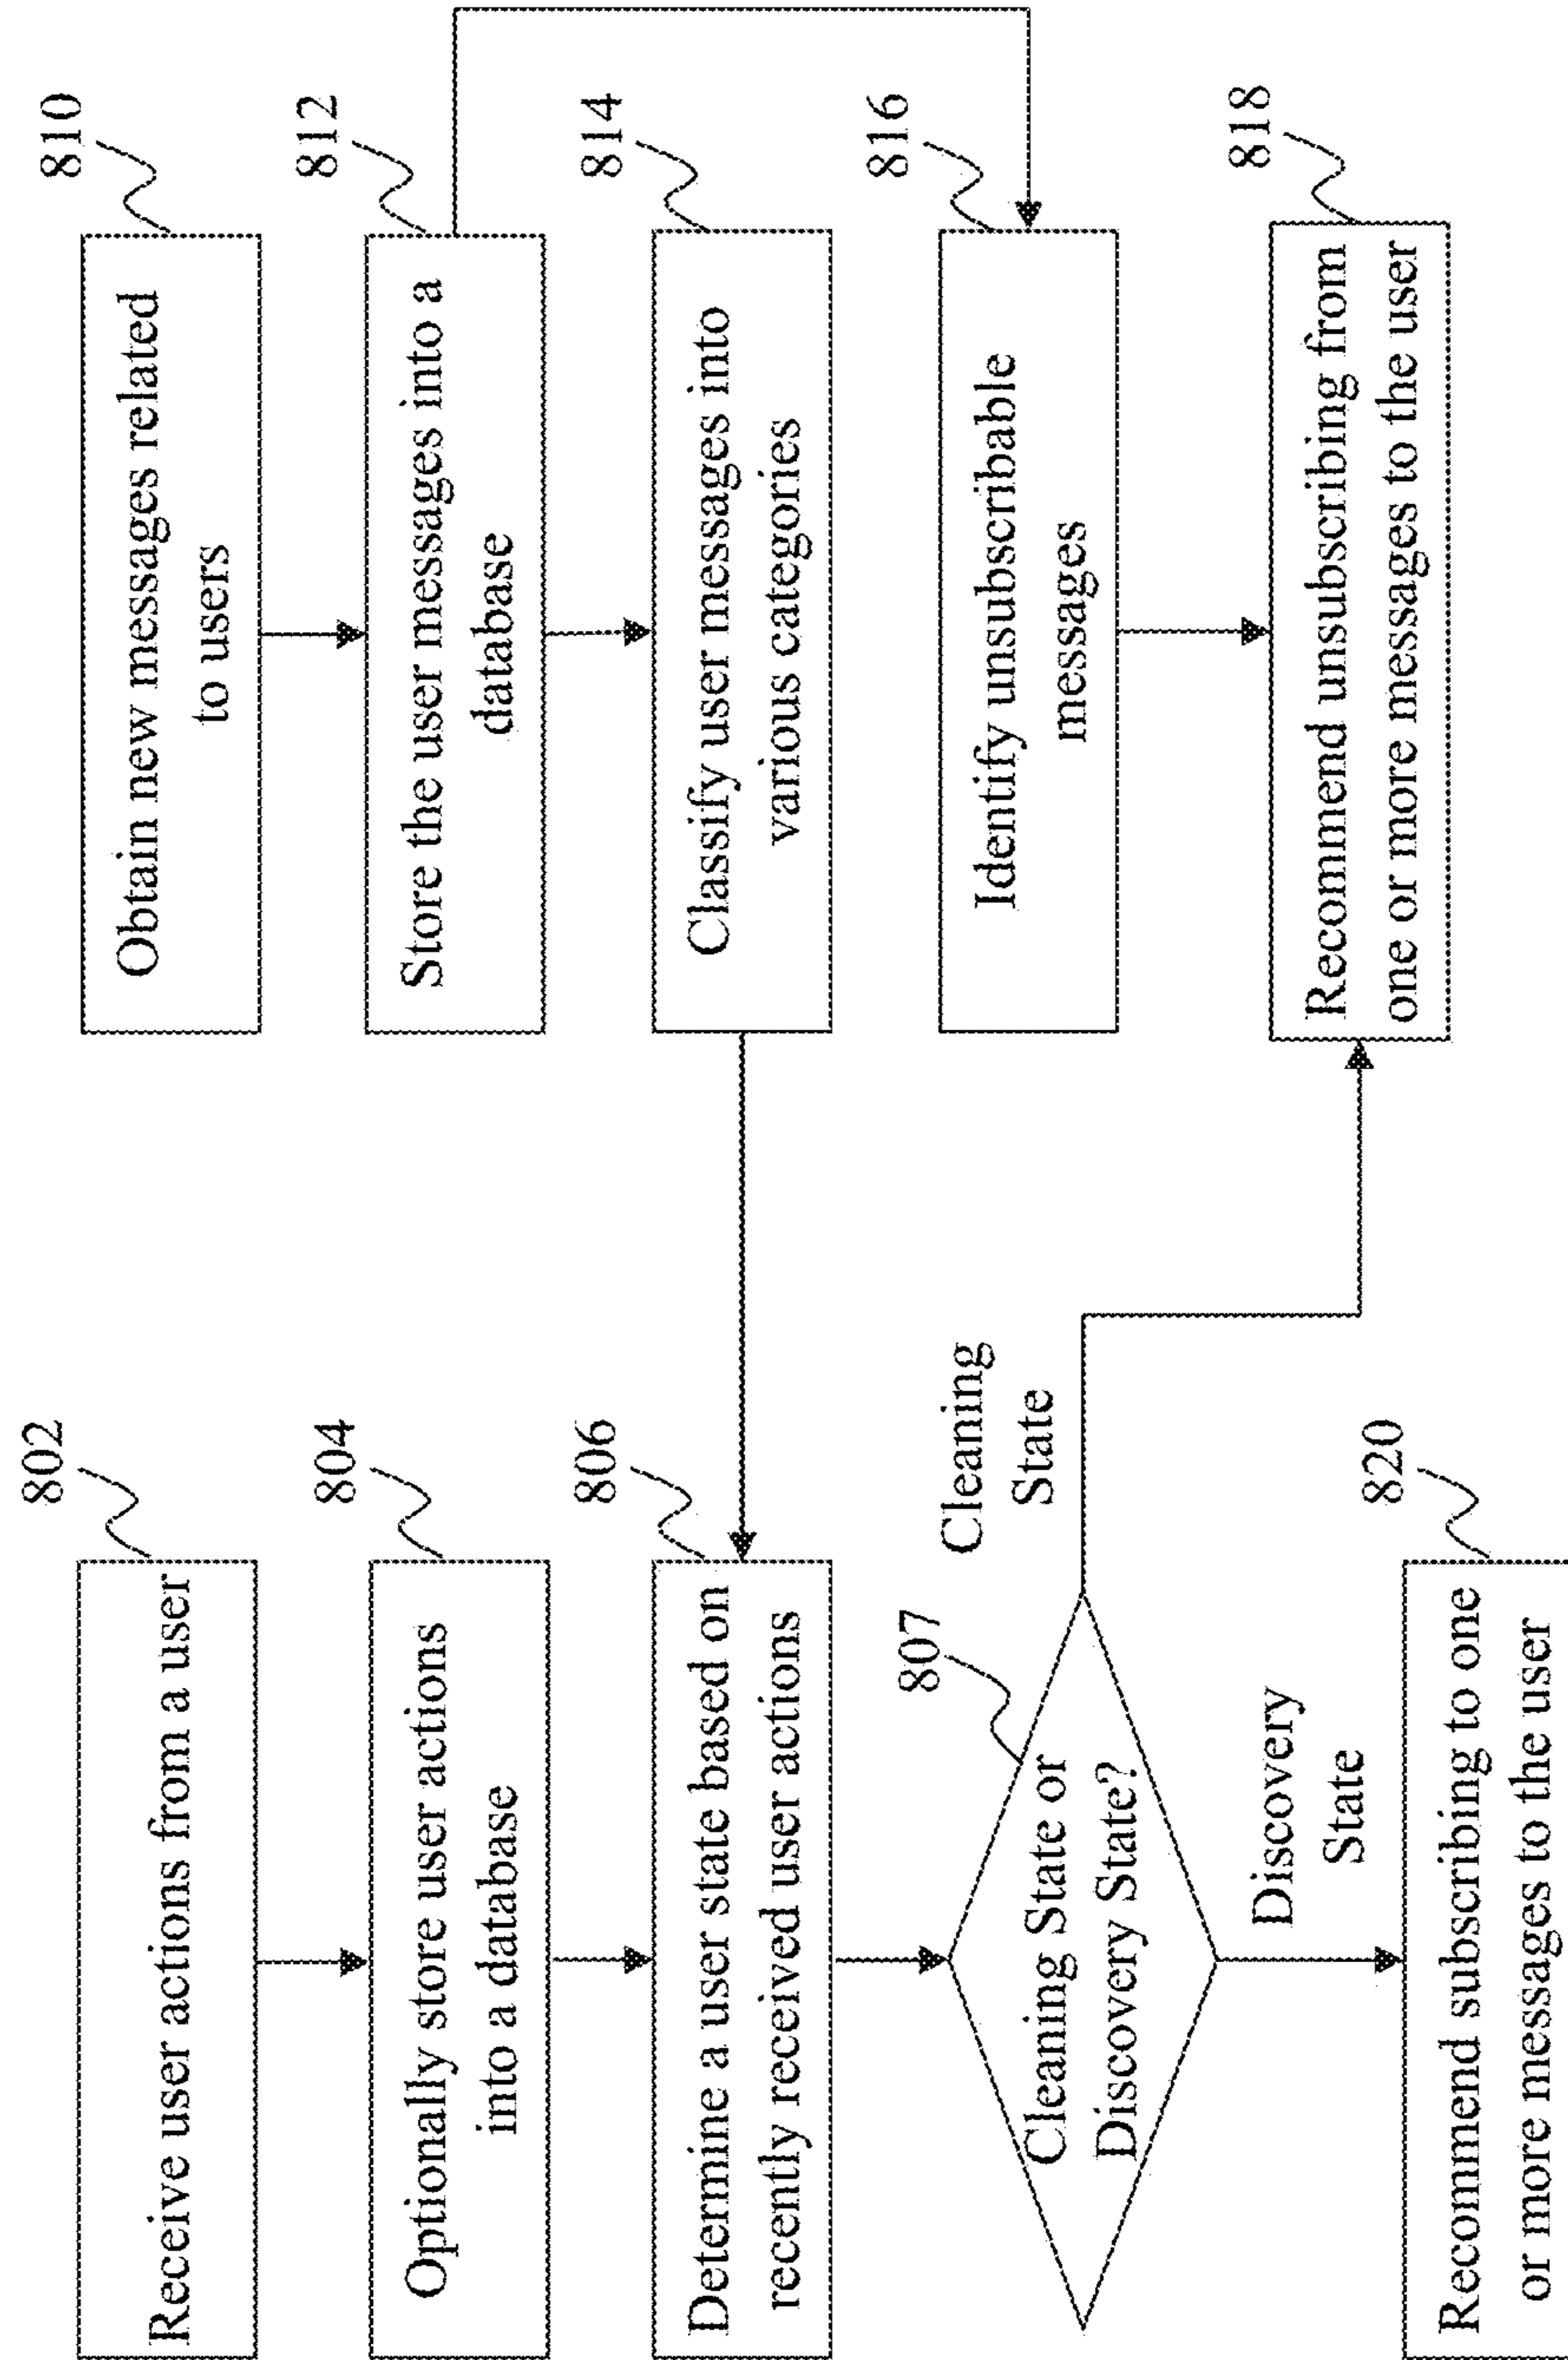 802
Receive user actions from a user
804
Optionally store user actions
into a database
806
Determine a user state based on
recently received user actions
807
Cleaning State or
Discovery State?
Cleaning
State
Discovery
State
820
Recommend subscribing to one
or more messages to the user
810
Obtain new messages related
to users
812
Store the user messages into a
database
814
Classify user messages into
various categories
816
Identify unsubscribable
messages
818
Recommend unsubscribing from
one or more messages to the user